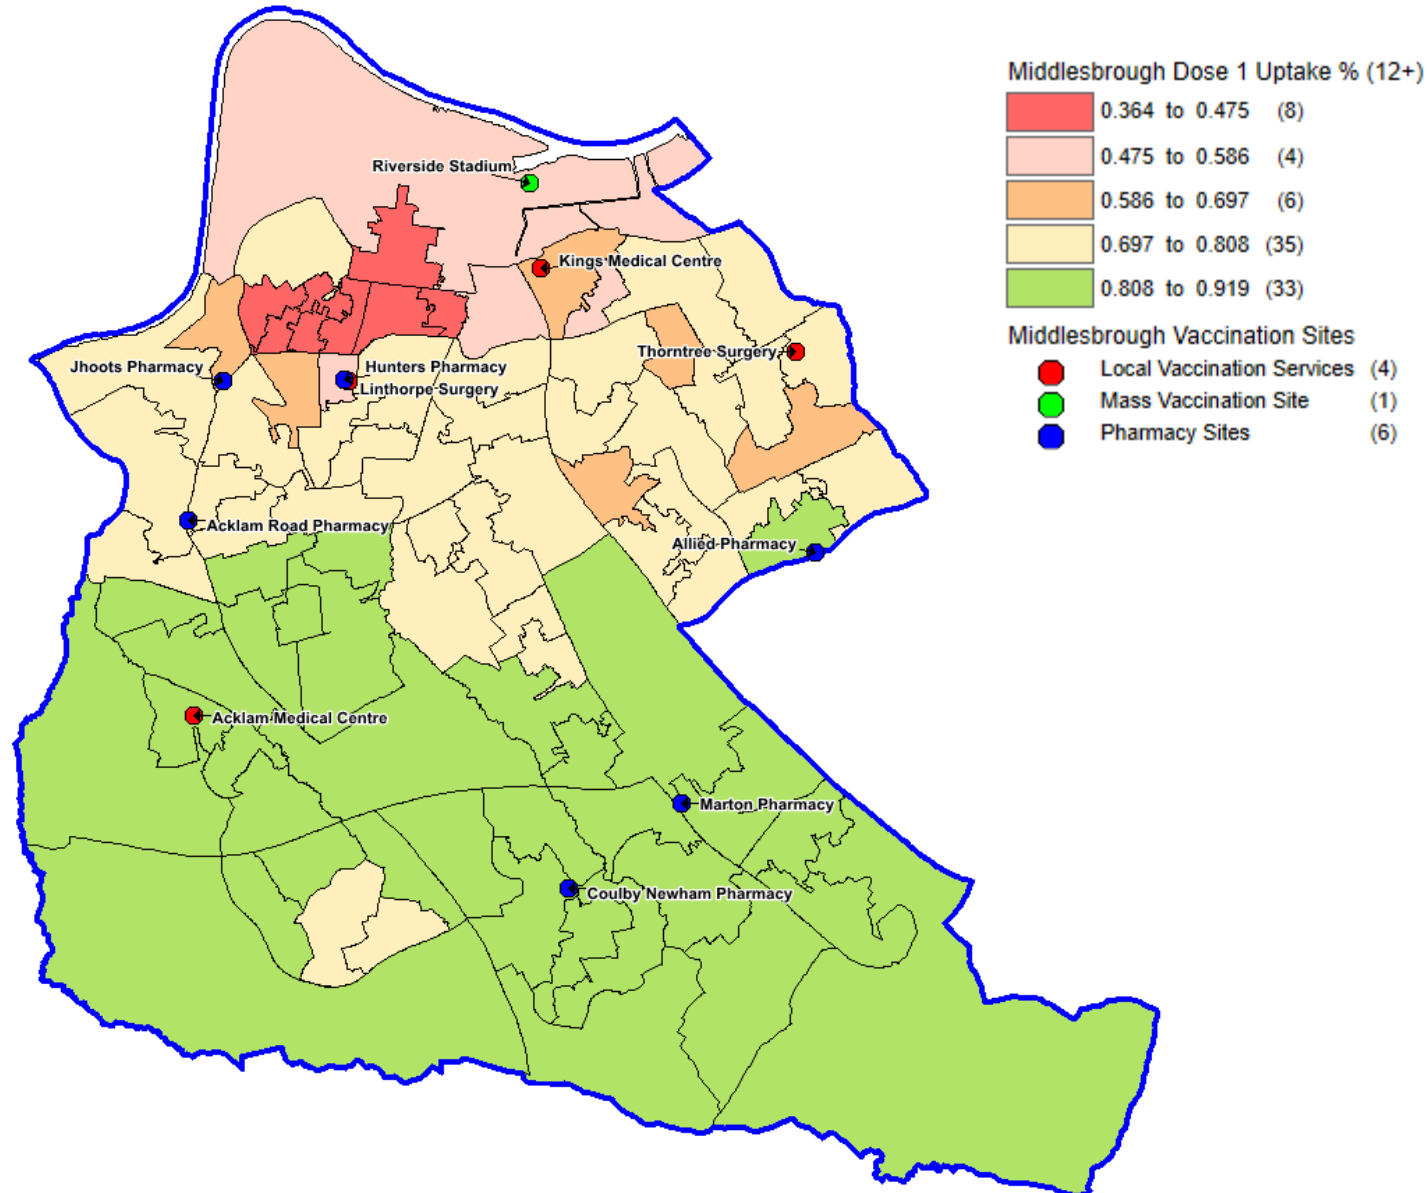 Middlesbrough Dose 1 Uptake % (12+)
0.364 to 0.475 (8)
0.475 to 0.586 (4)
0.586 to 0.697 (6)
0.697 to 0.808 (35)
0.808 to 0.919 (33)
Middlesbrough Vaccination Sites
Local Vaccination Services (4)
Mass Vaccination Site (1)
Pharmacy Sites (6)
Riverside Stadium
Kings Medical Centre
Thorntree Surgery
Jhoots Pharmacy
Hunters Pharmacy
Linthorpe Surgery
Acklam Road Pharmacy
Allied Pharmacy
Acklam Medical Centre
Marton Pharmacy
Coulby Newham Pharmacy